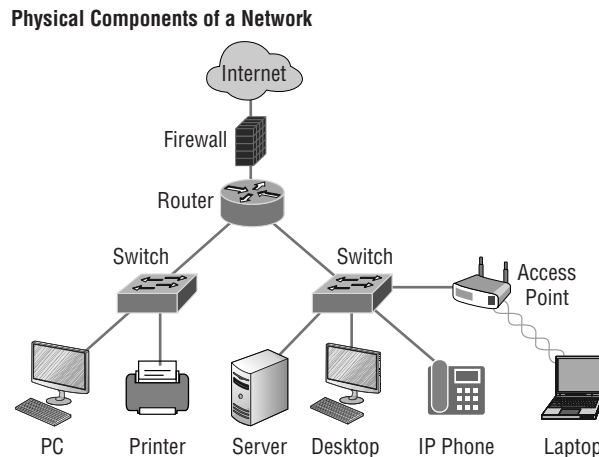 Physical Components of a Network
Internet
Firewall
Router
Switch
Switch
Access
Point
PC
Printer
Server
Desktop
IP Phone
Laptop